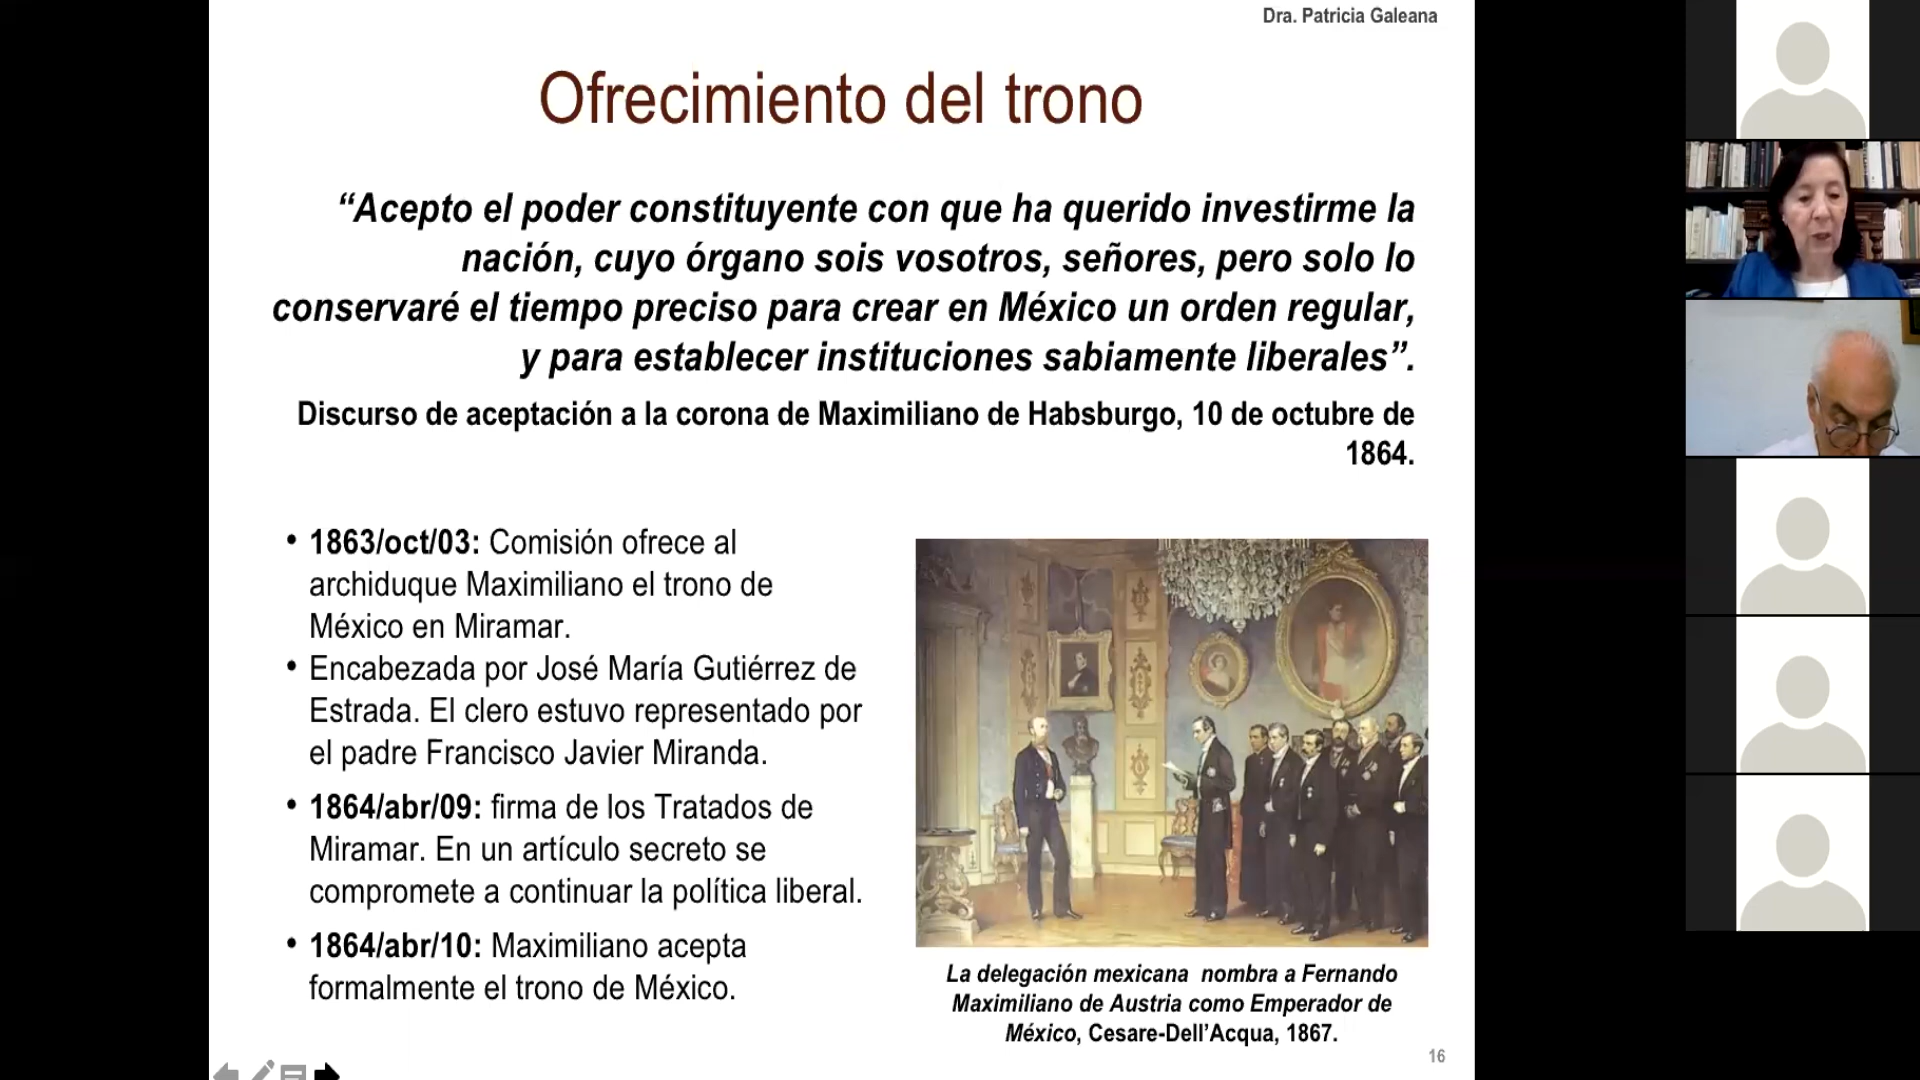 Dra. Patricia Galeana
Ofrecimiento del trono
“Acepto el poder constituyente con que ha querido investirme la
nación, cuyo órgano sois vosotros, señores, pero solo lo
conservaré el tiempo preciso para crear en México un orden regular,
y para establecer instituciones sabiamente liberales”.
Discurso de aceptación a la corona de Maximiliano de Habsburgo, 10 de octubre de
1864.
• 1863/oct/03: Comisión ofrece al
archiduque Maximiliano el trono de
México en Miramar.
• Encabezada por José María Gutiérrez de
Estrada. El clero estuvo representado por
el padre Francisco Javier Miranda.
• 1864/abr/09: firma de los Tratados de
Miramar. En un artículo secreto se
compromete a continuar la política liberal.
• 1864/abr/10: Maximiliano acepta
formalmente el trono de México.
La delegación mexicana nombra a Fernando
Maximiliano de Austria como Emperador de
México, Cesare-Dell’Acqua, 1867.
16